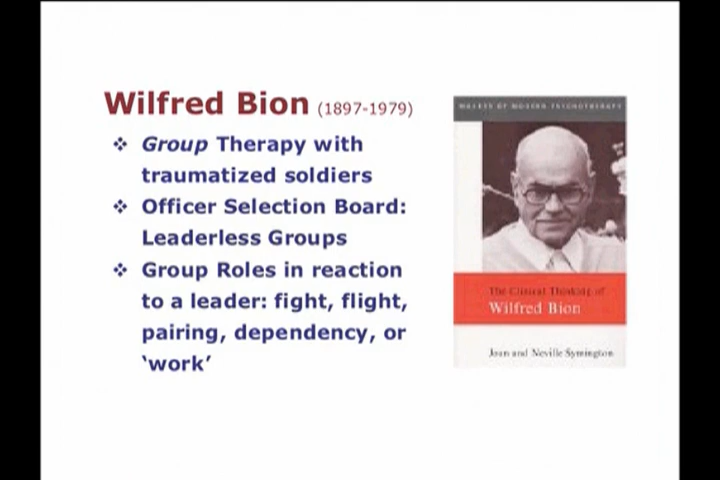 Wilfred Bion (1897-1979)
❖ Group Therapy with
traumatized soldiers
❖ Officer Selection Board:
Leaderless Groups
❖ Group Roles in reaction
to a leader: fight, flight,
pairing, dependency, or
‘work’
MAKERS OF MODERN PSYCHOTHERAPY
The Clinical Thinking of
Wilfred Bion
Joan and Neville Symington